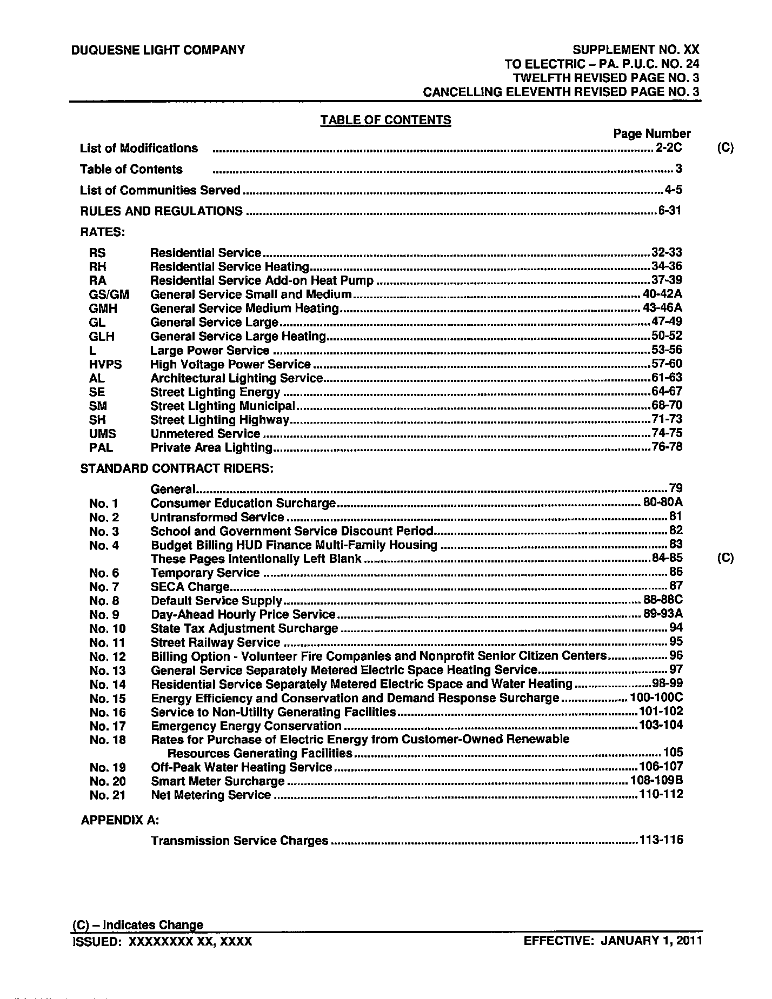 DUQUESNE LIGHT COMPANY SUPPLEMENT NO. XX
TO ELECTRIC – PA. P.U.C. NO. 24
TWELFTH REVISED PAGE NO. 3
CANCELLING ELEVENTH REVISED PAGE NO. 3
TABLE OF CONTENTS
Page Number
List of Modifications ........ 2-2C (C)
Table of Contents ........ 3
List of Communities Served ........ 4-5
RULES AND REGULATIONS ........ 6-31
RATES:
RS Residential Service ........ 32-33
RH Residential Service Heating ........ 34-36
RA Residential Service Add-on Heat Pump ........ 37-39
GS/GM General Service Small and Medium ........ 40-42A
GMH General Service Medium Heating ........ 43-46A
GL General Service Large ........ 47-49
GLH General Service Large Heating ........ 50-52
L Large Power Service ........ 53-56
HVPS High Voltage Power Service ........ 57-60
AL Architectural Lighting Service ........ 61-63
SE Street Lighting Energy ........ 64-67
SM Street Lighting Municipal ........ 68-70
SH Street Lighting Highway ........ 71-73
UMS Unmetered Service ........ 74-75
PAL Private Area Lighting ........ 76-78
STANDARD CONTRACT RIDERS:
General ........ 79
No. 1 Consumer Education Surcharge ........ 80-80A
No. 2 Untransformed Service ........ 81
No. 3 School and Government Service Discount Period ........ 82
No. 4 Budget Billing HUD Finance Multi-Family Housing ........ 83
These Pages Intentionally Left Blank ........ 84-85 (C)
No. 6 Temporary Service ........ 86
No. 7 SECA Charge ........ 87
No. 8 Default Service Supply ........ 88-88C
No. 9 Day-Ahead Hourly Price Service ........ 89-93A
No. 10 State Tax Adjustment Surcharge ........ 94
No. 11 Street Railway Service ........ 95
No. 12 Billing Option - Volunteer Fire Companies and Nonprofit Senior Citizen Centers ........ 96
No. 13 General Service Separately Metered Electric Space Heating Service ........ 97
No. 14 Residential Service Separately Metered Electric Space and Water Heating ........ 98-99
No. 15 Energy Efficiency and Conservation and Demand Response Surcharge ........ 100-100C
No. 16 Service to Non-Utility Generating Facilities ........ 101-102
No. 17 Emergency Energy Conservation ........ 103-104
No. 18 Rates for Purchase of Electric Energy from Customer-Owned Renewable
Resources Generating Facilities ........ 105
No. 19 Off-Peak Water Heating Service ........ 106-107
No. 20 Smart Meter Surcharge ........ 108-109B
No. 21 Net Metering Service ........ 110-112
APPENDIX A:
Transmission Service Charges ........ 113-116
(C) – Indicates Change
ISSUED: XXXXXXXX XX, XXXX EFFECTIVE: JANUARY 1, 2011